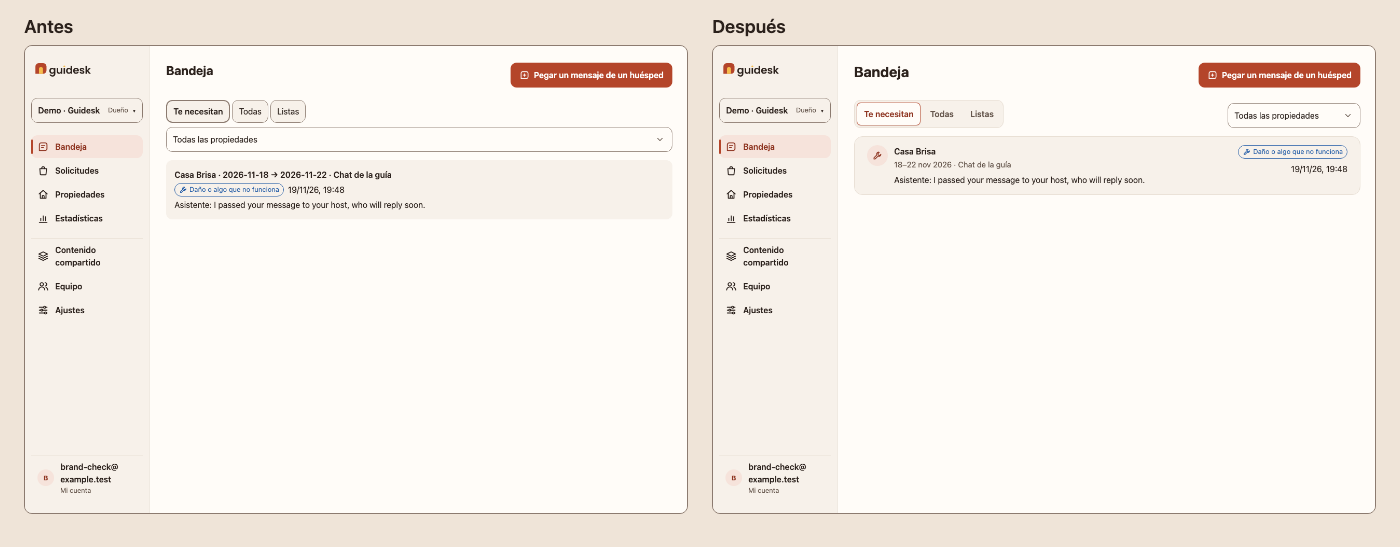 Antes
guidesk
Demo · Guidesk Dueño
Bandeja
Solicitudes
Propiedades
Estadísticas
Contenido
compartido
Equipo
Ajustes
B
brand-check@
example.test
Mi cuenta
Bandeja
Pegar un mensaje de un huésped
Te necesitan Todas Listas
Todas las propiedades
Casa Brisa · 2026-11-18 → 2026-11-22 · Chat de la guía
Daño o algo que no funciona 19/11/26, 19:48
Asistente: I passed your message to your host, who will reply soon.
Después
guidesk
Demo · Guidesk Dueño
Bandeja
Solicitudes
Propiedades
Estadísticas
Contenido
compartido
Equipo
Ajustes
B
brand-check@
example.test
Mi cuenta
Bandeja
Pegar un mensaje de un huésped
Te necesitan Todas Listas
Todas las propiedades
Casa Brisa
Daño o algo que no funciona
18–22 nov 2026 · Chat de la guía
19/11/26, 19:48
Asistente: I passed your message to your host, who will reply soon.